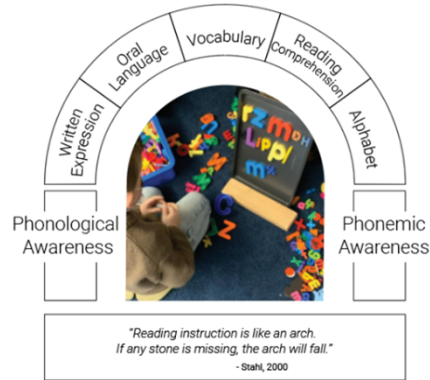 Written
Expression
Oral
Language
Vocabulary
Reading
Comprehension
Alphabet
Phonological
Awareness
Phonemic
Awareness
"Reading instruction is like an arch.
If any stone is missing, the arch will fall."
- Stahl, 2000